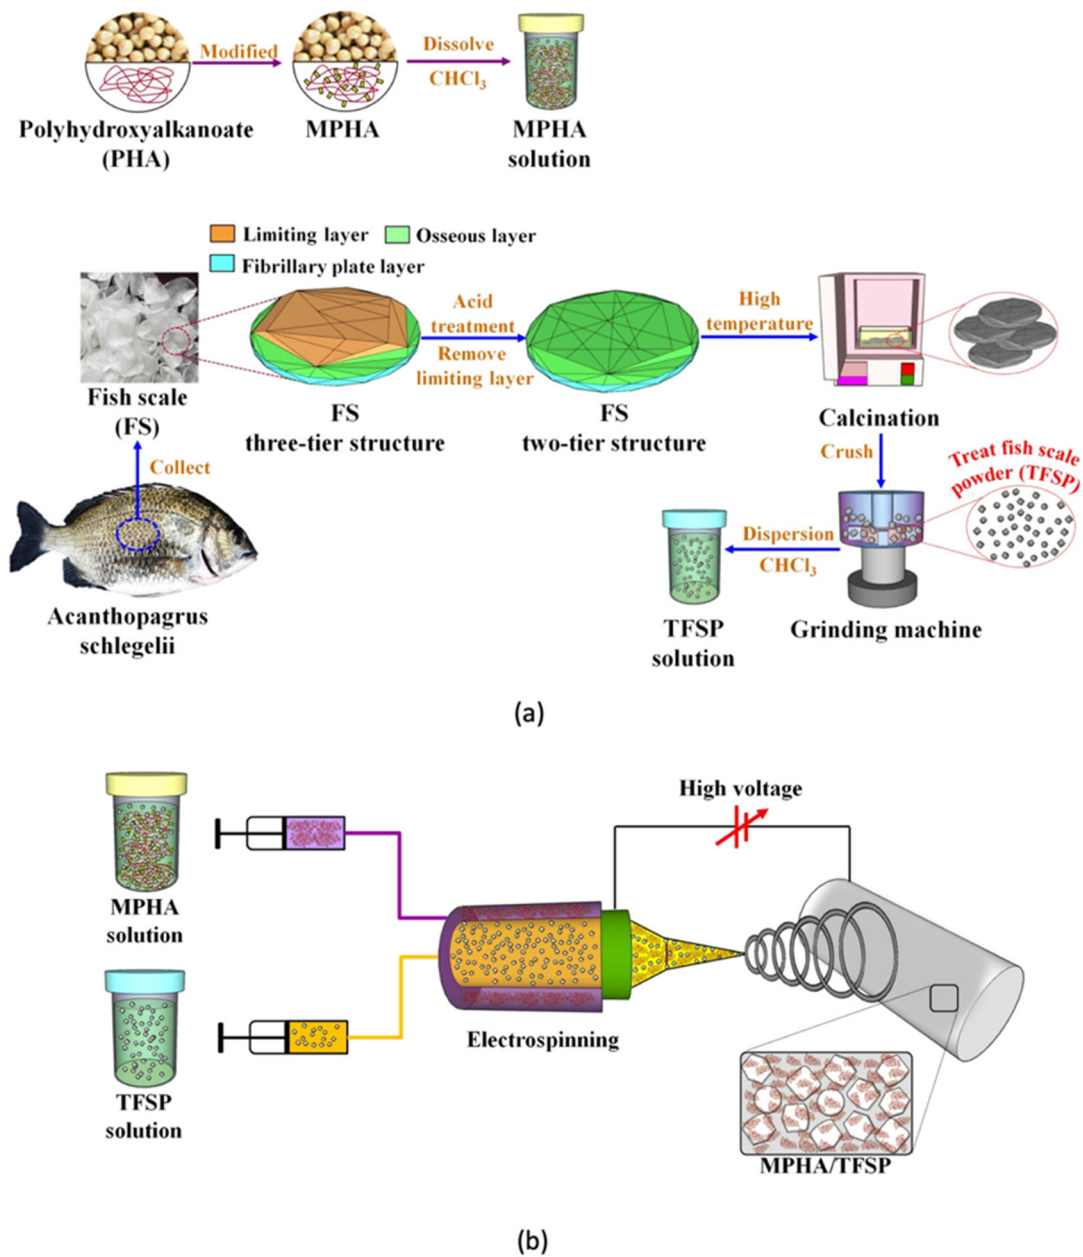 Modified
Dissolve
CHCl3
Polyhydroxyalkanoate
(PHA)
MPHA
MPHA
solution
Limiting layer
Osseous layer
Fibrillary plate layer
Fish scale
(FS)
Acid
treatment
Remove
limiting layer
High
temperature
FS
three-tier structure
FS
two-tier structure
Calcination
Collect
Crush
Treat fish scale
powder (TFSP)
Dispersion
CHCl3
Acanthopagrus
schlegelii
TFSP
solution
Grinding machine
(a)
High voltage
MPHA
solution
Electrospinning
TFSP
solution
MPHA/TFSP
(b)